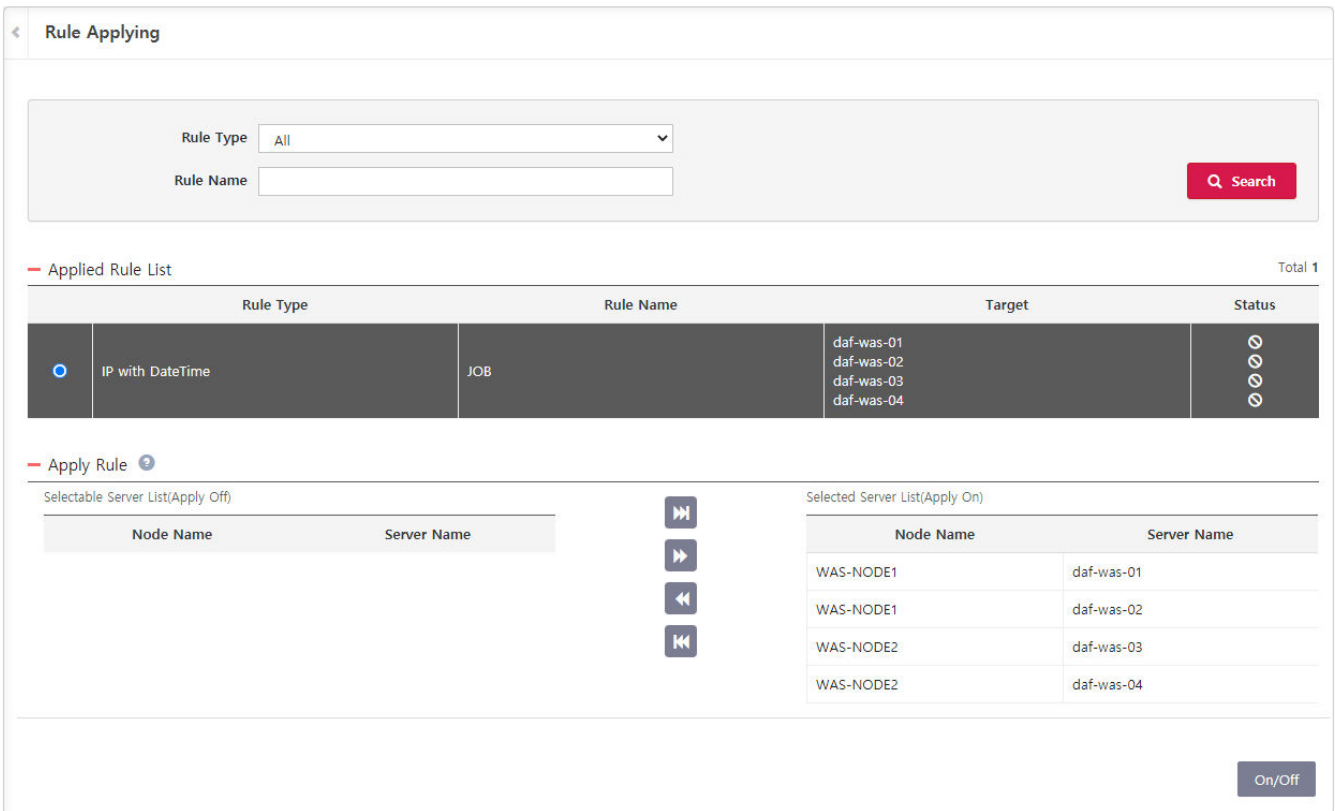 Rule Applying
Rule Type All
Rule Name
Search
Applied Rule List Total 1
Rule Type Rule Name Target Status
IP with DateTime JOB daf-was-01
daf-was-02
daf-was-03
daf-was-04
Apply Rule ?
Selectable Server List(Apply Off)
Node Name Server Name
Selected Server List(Apply On)
Node Name Server Name
WAS-NODE1 daf-was-01
WAS-NODE1 daf-was-02
WAS-NODE2 daf-was-03
WAS-NODE2 daf-was-04
On/Off